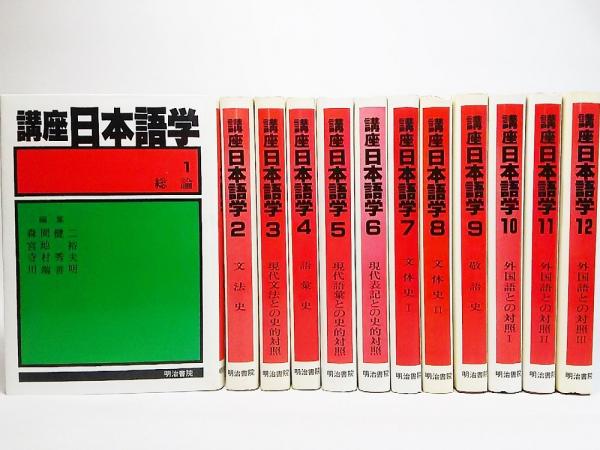 講座日本語学
1
総論
編集
森岡健二
宮地裕
寺村秀夫
川端善明
明治書院
講座日本語学 2
文法史
明治書院
講座日本語学 3
現代文法との史的対照
明治書院
講座日本語学 4
語彙史
明治書院
講座日本語学 5
現代語彙との史的対照
明治書院
講座日本語学 6
現代表記との史的対照
明治書院
講座日本語学 7
文体史Ⅰ
明治書院
講座日本語学 8
文体史Ⅱ
明治書院
講座日本語学 9
敬語史
明治書院
講座日本語学 10
外国語との対照Ⅰ
明治書院
講座日本語学 11
外国語との対照Ⅱ
明治書院
講座日本語学 12
外国語との対照Ⅲ
明治書院